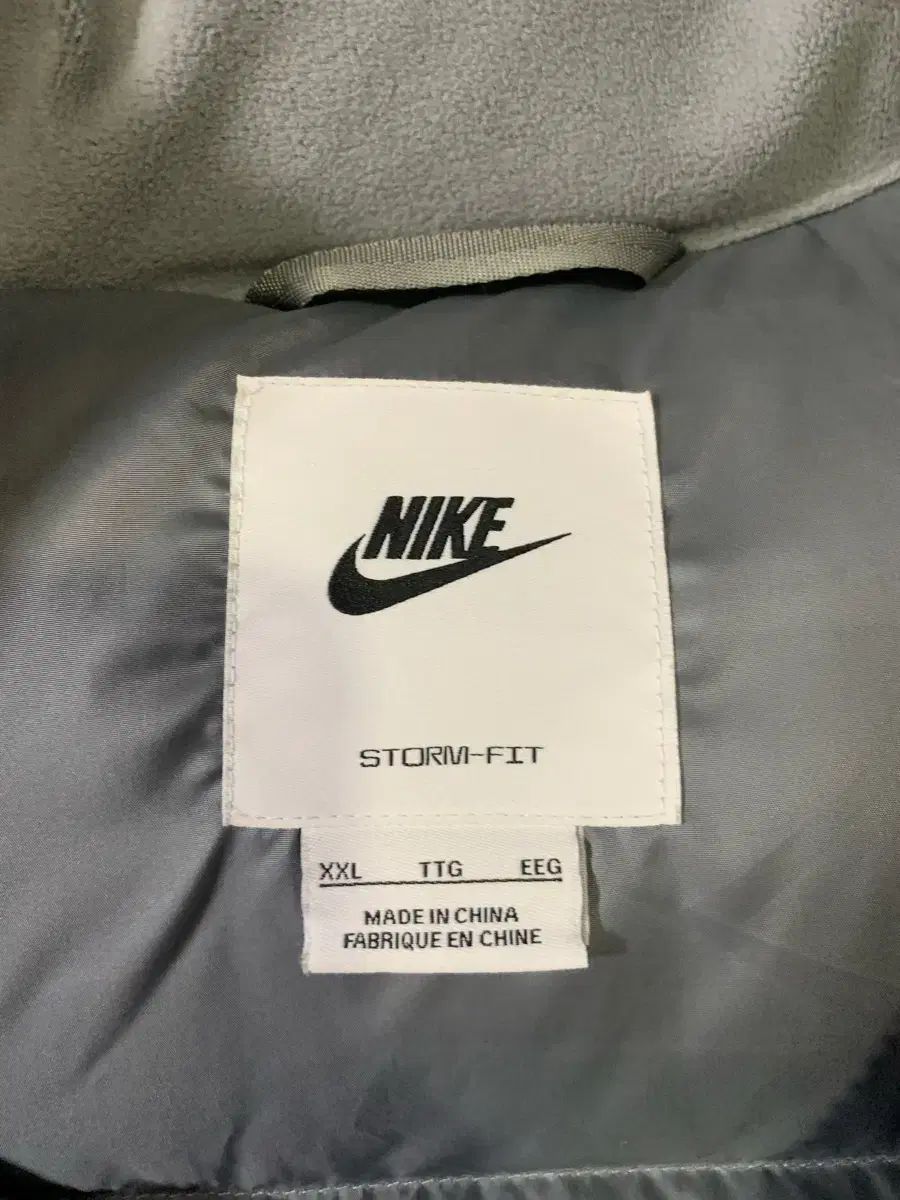 NIKE
STORM-FIT
XXL TTG EEG
MADE IN CHINA
FABRIQUE EN CHINE